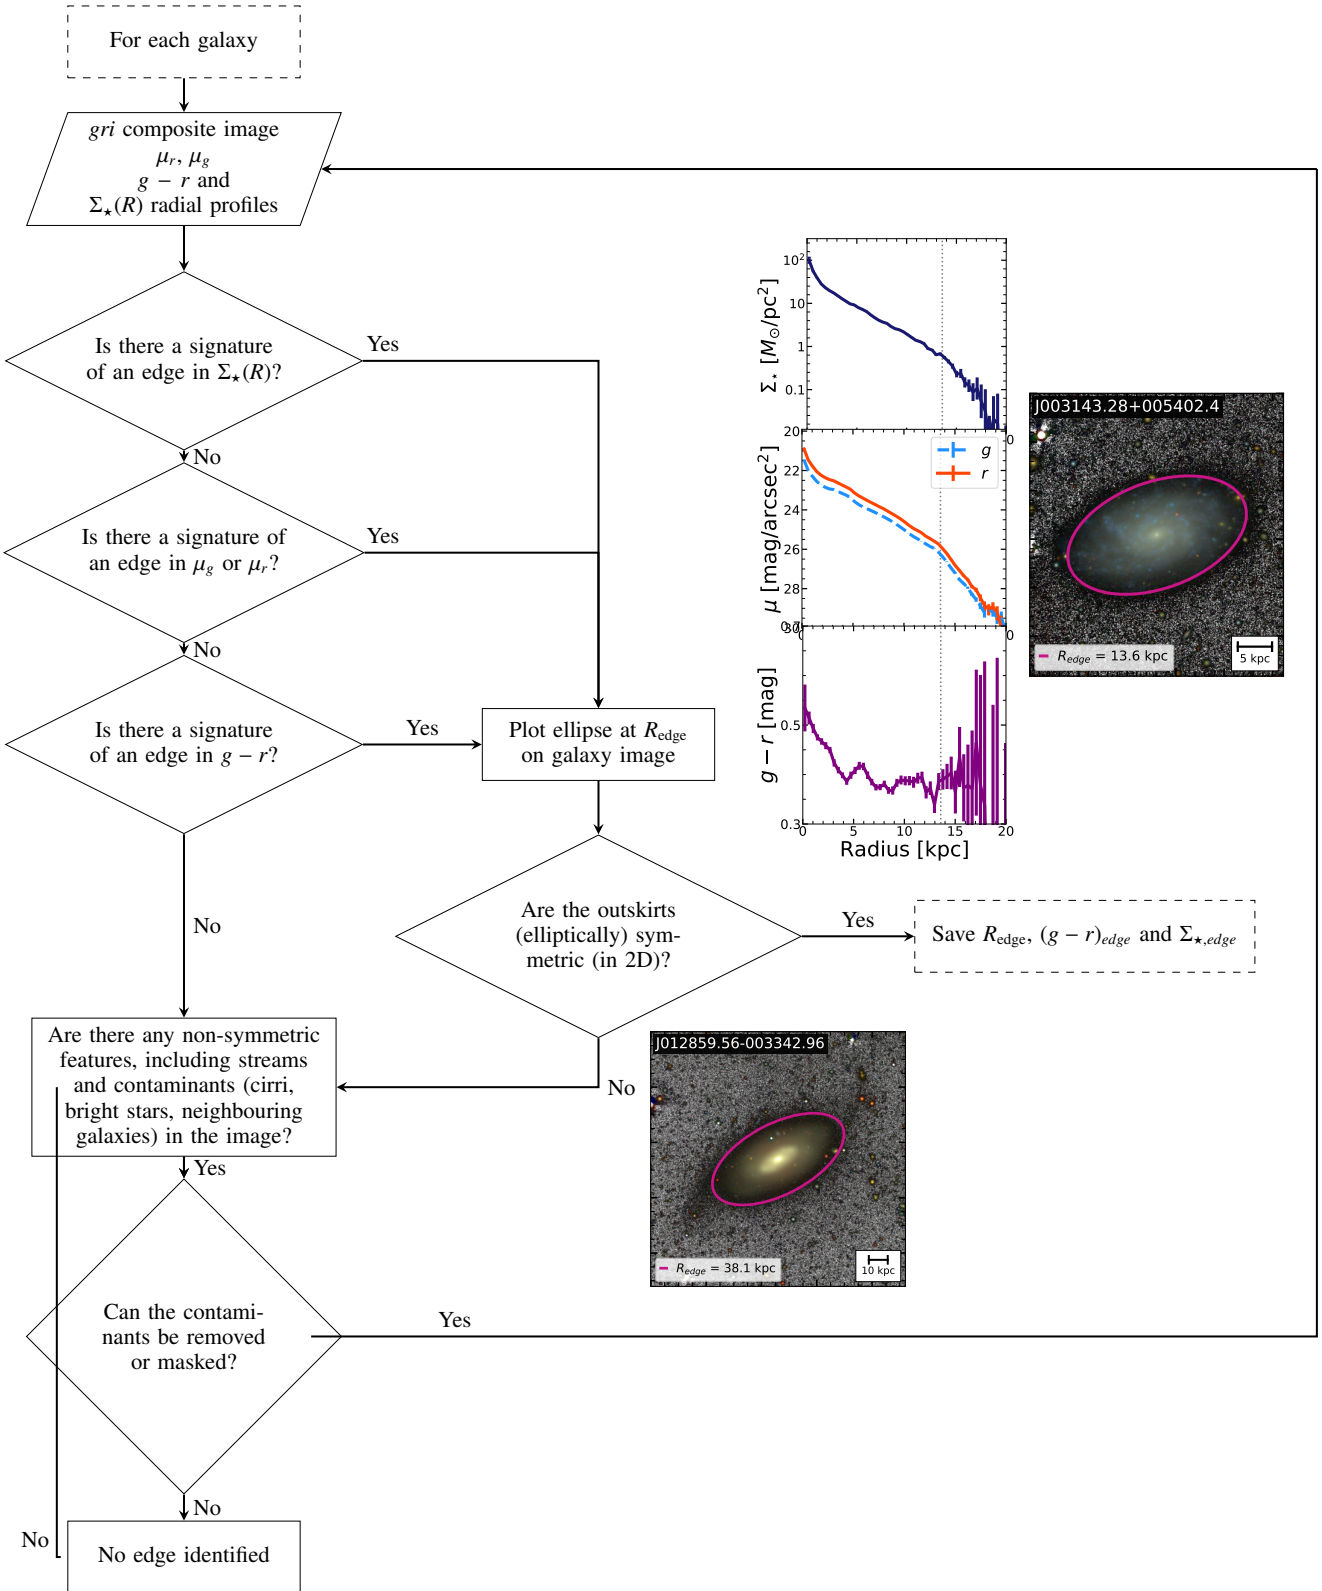 For each galaxy
gri composite image
μr, μg
g − r and
Σ⋆(R) radial profiles
Is there a signature
of an edge in Σ⋆(R)?
Yes
No
Is there a signature of
an edge in μg or μr?
Yes
No
Is there a signature
of an edge in g − r?
Yes
No
Plot ellipse at Redge
on galaxy image
Are the outskirts
(elliptically) sym-
metric (in 2D)?
Yes
Save Redge, (g − r)edge and Σ⋆,edge
No
Are there any non-symmetric
features, including streams
and contaminants (cirri,
bright stars, neighbouring
galaxies) in the image?
Yes
Can the contami-
nants be removed
or masked?
Yes
No
No
No edge identified
Σ⋆ [M⊙/pc²]
10²
10
1
0.1
0
μ [mag/arcsec²]
20
22
24
26
28
30
g
r
0
g − r [mag]
0.7
0.5
0.3
0 5 10 15 20
Radius [kpc]
J003143.28+005402.4
Redge = 13.6 kpc
5 kpc
J012859.56-003342.96
Redge = 38.1 kpc
10 kpc